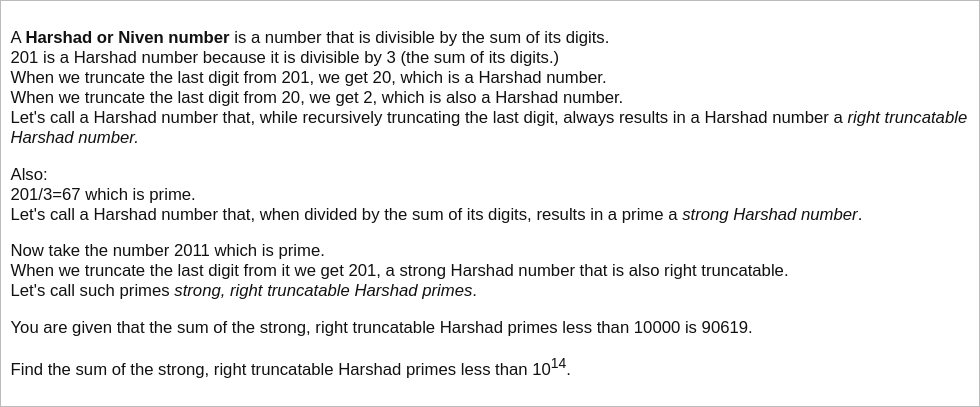 A Harshad or Niven number is a number that is divisible by the sum of its digits.
201 is a Harshad number because it is divisible by 3 (the sum of its digits.)
When we truncate the last digit from 201, we get 20, which is a Harshad number.
When we truncate the last digit from 20, we get 2, which is also a Harshad number.
Let's call a Harshad number that, while recursively truncating the last digit, always results in a Harshad number a right truncatable
Harshad number.
Also:
201/3=67 which is prime.
Let's call a Harshad number that, when divided by the sum of its digits, results in a prime a strong Harshad number.
Now take the number 2011 which is prime.
When we truncate the last digit from it we get 201, a strong Harshad number that is also right truncatable.
Let's call such primes strong, right truncatable Harshad primes.
You are given that the sum of the strong, right truncatable Harshad primes less than 10000 is 90619.
Find the sum of the strong, right truncatable Harshad primes less than 10¹⁴.